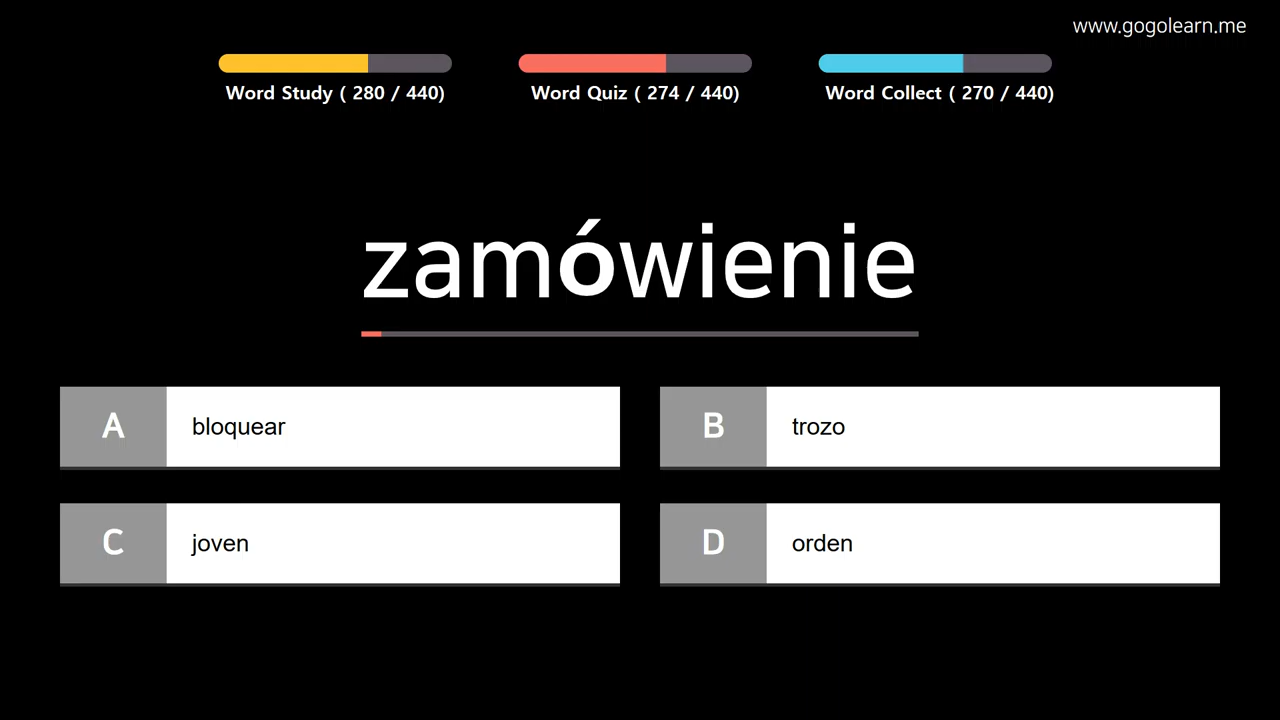 www.gogolearn.me
Word Study ( 280 / 440)
Word Quiz ( 274 / 440)
Word Collect ( 270 / 440)
zamówienie
A bloquear
B trozo
C joven
D orden